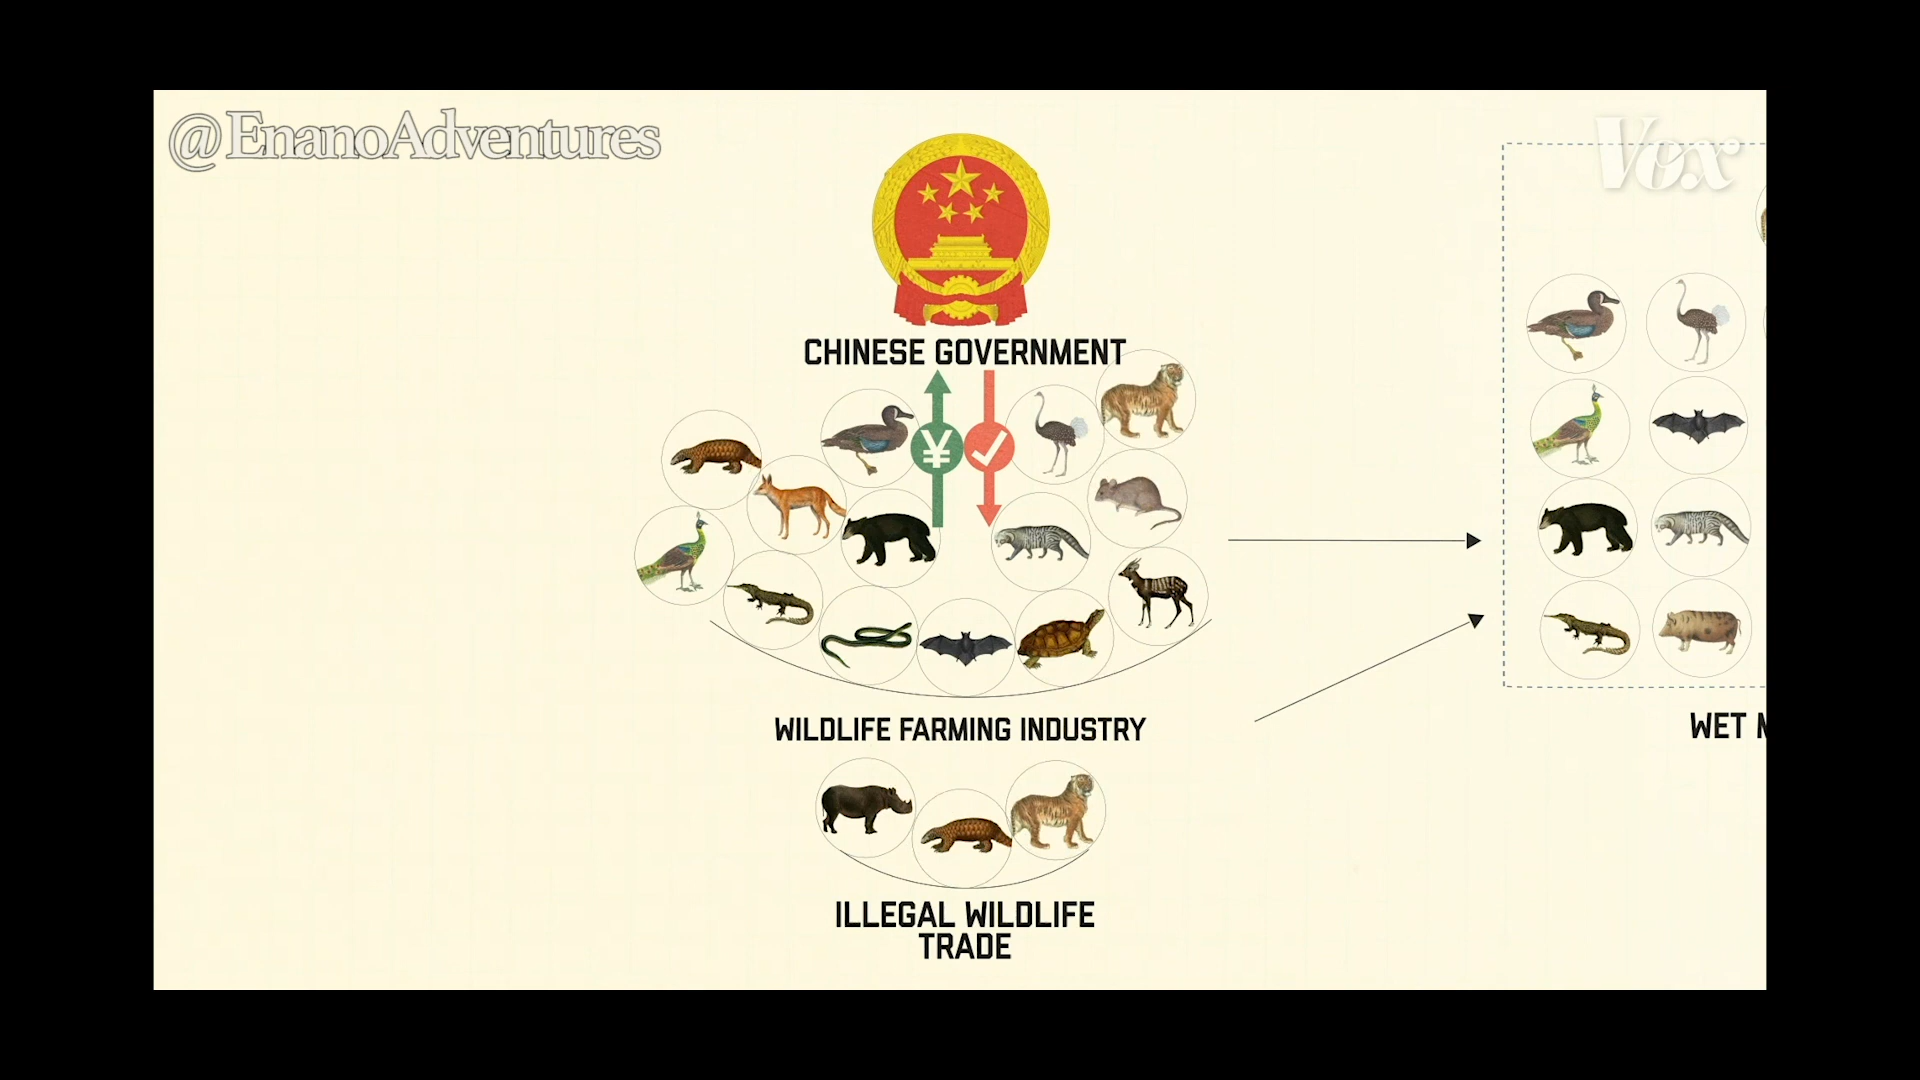 @EnanoAdventures
Vox
CHINESE GOVERNMENT
¥
WILDLIFE FARMING INDUSTRY
WET
ILLEGAL WILDLIFE
TRADE